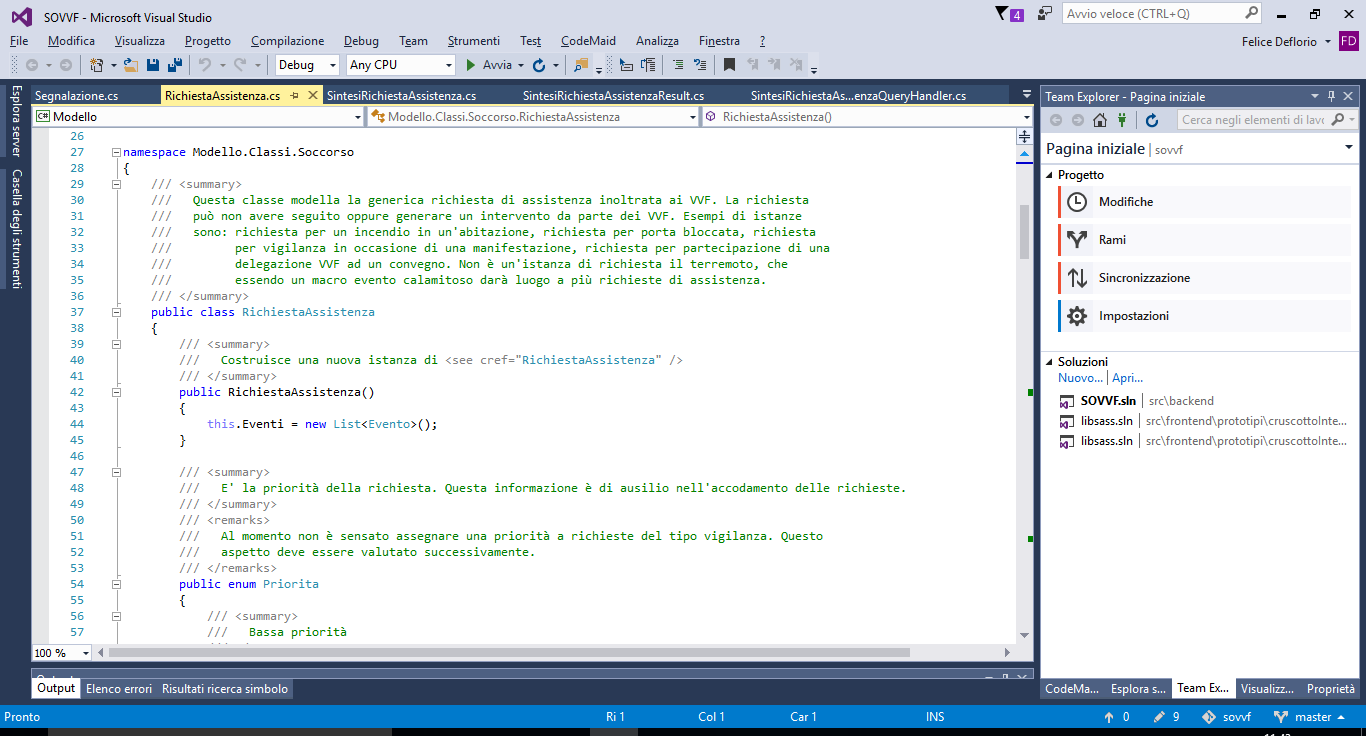 SOVVF - Microsoft Visual Studio
4
Avvio veloce (CTRL+Q)
File Modifica Visualizza Progetto Compilazione Debug Team Strumenti Test CodeMaid Analizza Finestra ?
Felice Deflorio FD
Debug Any CPU Avvia
Esplora server
Casella degli strumenti
Segnalazione.cs RichiestaAssistenza.cs SintesiRichiestaAssistenza.cs SintesiRichiestaAssistenzaResult.cs SintesiRichiestaAs...enzaQueryHandler.cs
Modello Modello.Classi.Soccorso.RichiestaAssistenza RichiestaAssistenza()
26
27 namespace Modello.Classi.Soccorso
28 {
29 /// <summary>
30 /// Questa classe modella la generica richiesta di assistenza inoltrata ai VVF. La richiesta
31 /// può non avere seguito oppure generare un intervento da parte dei VVF. Esempi di istanze
32 /// sono: richiesta per un incendio in un'abitazione, richiesta per porta bloccata, richiesta
33 /// per vigilanza in occasione di una manifestazione, richiesta per partecipazione di una
34 /// delegazione VVF ad un convegno. Non è un'istanza di richiesta il terremoto, che
35 /// essendo un macro evento calamitoso darà luogo a più richieste di assistenza.
36 /// </summary>
37 public class RichiestaAssistenza
38 {
39 /// <summary>
40 /// Costruisce una nuova istanza di <see cref="RichiestaAssistenza" />
41 /// </summary>
42 public RichiestaAssistenza()
43 {
44 this.Eventi = new List<Evento>();
45 }
46
47 /// <summary>
48 /// E' la priorità della richiesta. Questa informazione è di ausilio nell'accodamento delle richieste.
49 /// </summary>
50 /// <remarks>
51 /// Al momento non è sensato assegnare una priorità a richieste del tipo vigilanza. Questo
52 /// aspetto deve essere valutato successivamente.
53 /// </remarks>
54 public enum Priorita
55 {
56 /// <summary>
57 /// Bassa priorità
100 %
Team Explorer - Pagina iniziale
Cerca negli elementi di lavo
Pagina iniziale | sovvf
Progetto
Modifiche
Rami
Sincronizzazione
Impostazioni
Soluzioni
Nuovo... | Apri...
SOVVF.sln | src\backend
libsass.sln | src\frontend\prototipi\cruscottoInte...
libsass.sln | src\frontend\prototipi\cruscottoInte...
Output Elenco errori Risultati ricerca simbolo
CodeMa... Esplora s... Team Ex... Visualizz... Proprietà
Pronto Ri 1 Col 1 Car 1 INS 0 9 sovvf master